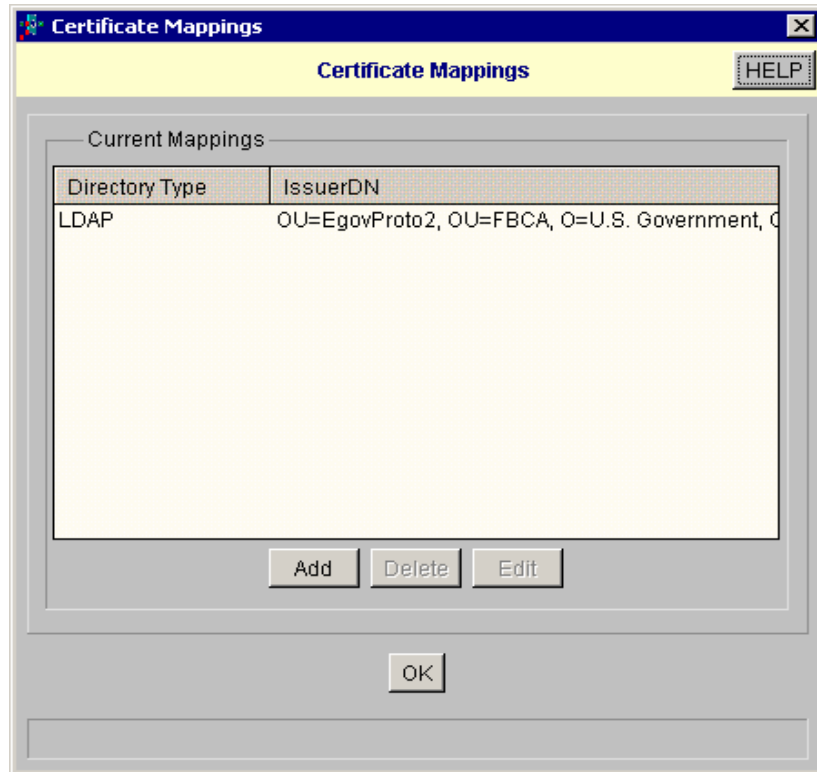 Certificate Mappings
Certificate Mappings
HELP
Current Mappings
Directory Type IssuerDN
LDAP OU=EgovProto2, OU=FBCA, O=U.S. Government,
Add Delete Edit
OK